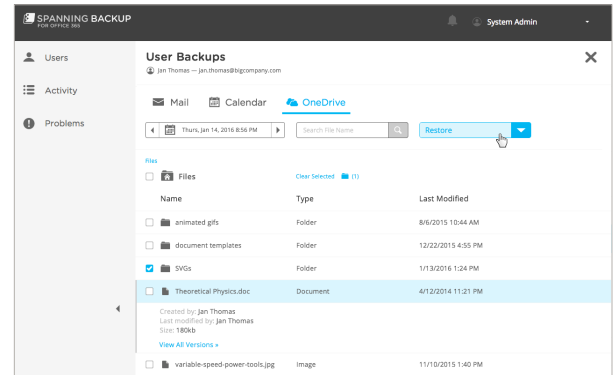 SPANNING BACKUP
FOR OFFICE 365
System Admin
Users
Activity
Problems
User Backups
Jan Thomas — jan.thomas@bigcompany.com
Mail
Calendar
OneDrive
Thurs, Jan 14, 2016 8:56 PM
Search File Name
Restore
Files
Files
Clear Selected (1)
Name Type Last Modified
animated gifs Folder 8/6/2015 10:44 AM
document templates Folder 12/22/2015 4:55 PM
SVGs Folder 1/13/2016 1:24 PM
Theoretical Physics.doc Document 4/12/2014 11:21 PM
Created by: Jan Thomas
Last modified by: Jan Thomas
Size: 180kb
View All Versions »
variable-speed-power-tools.jpg Image 11/10/2015 1:40 PM